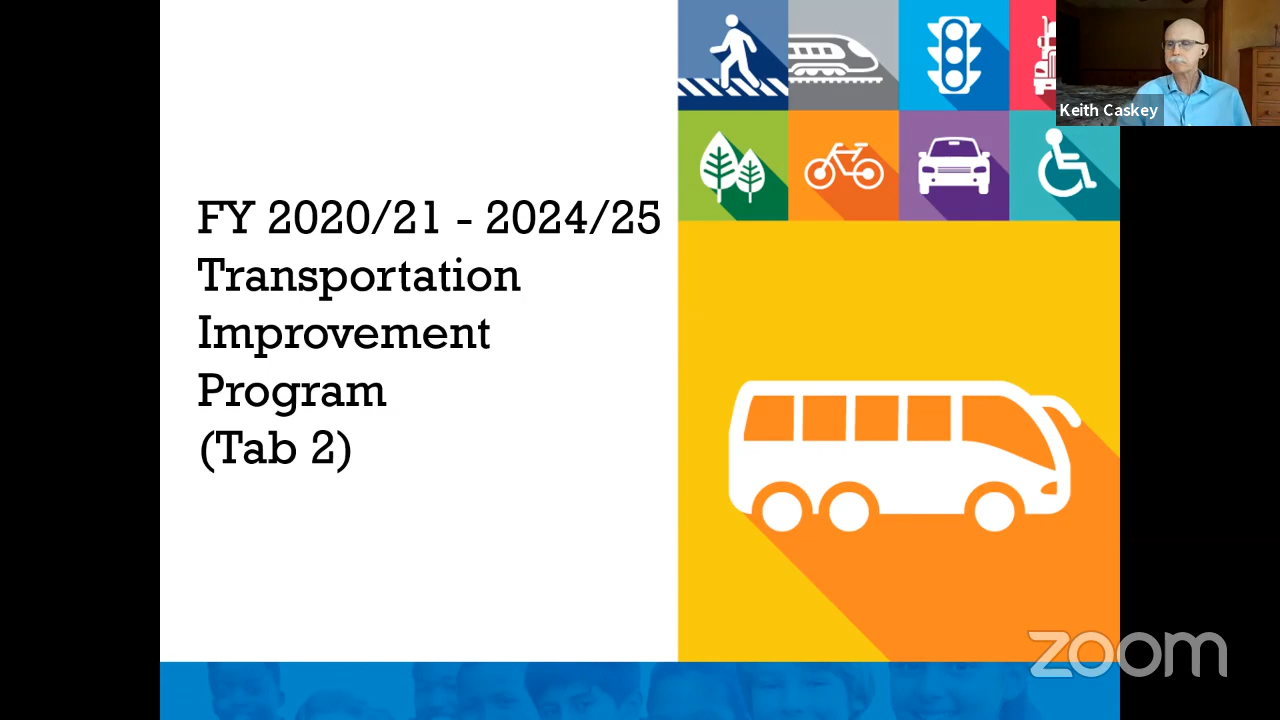 Keith Caskey
FY 2020/21 - 2024/25
Transportation
Improvement
Program
(Tab 2)
zoom